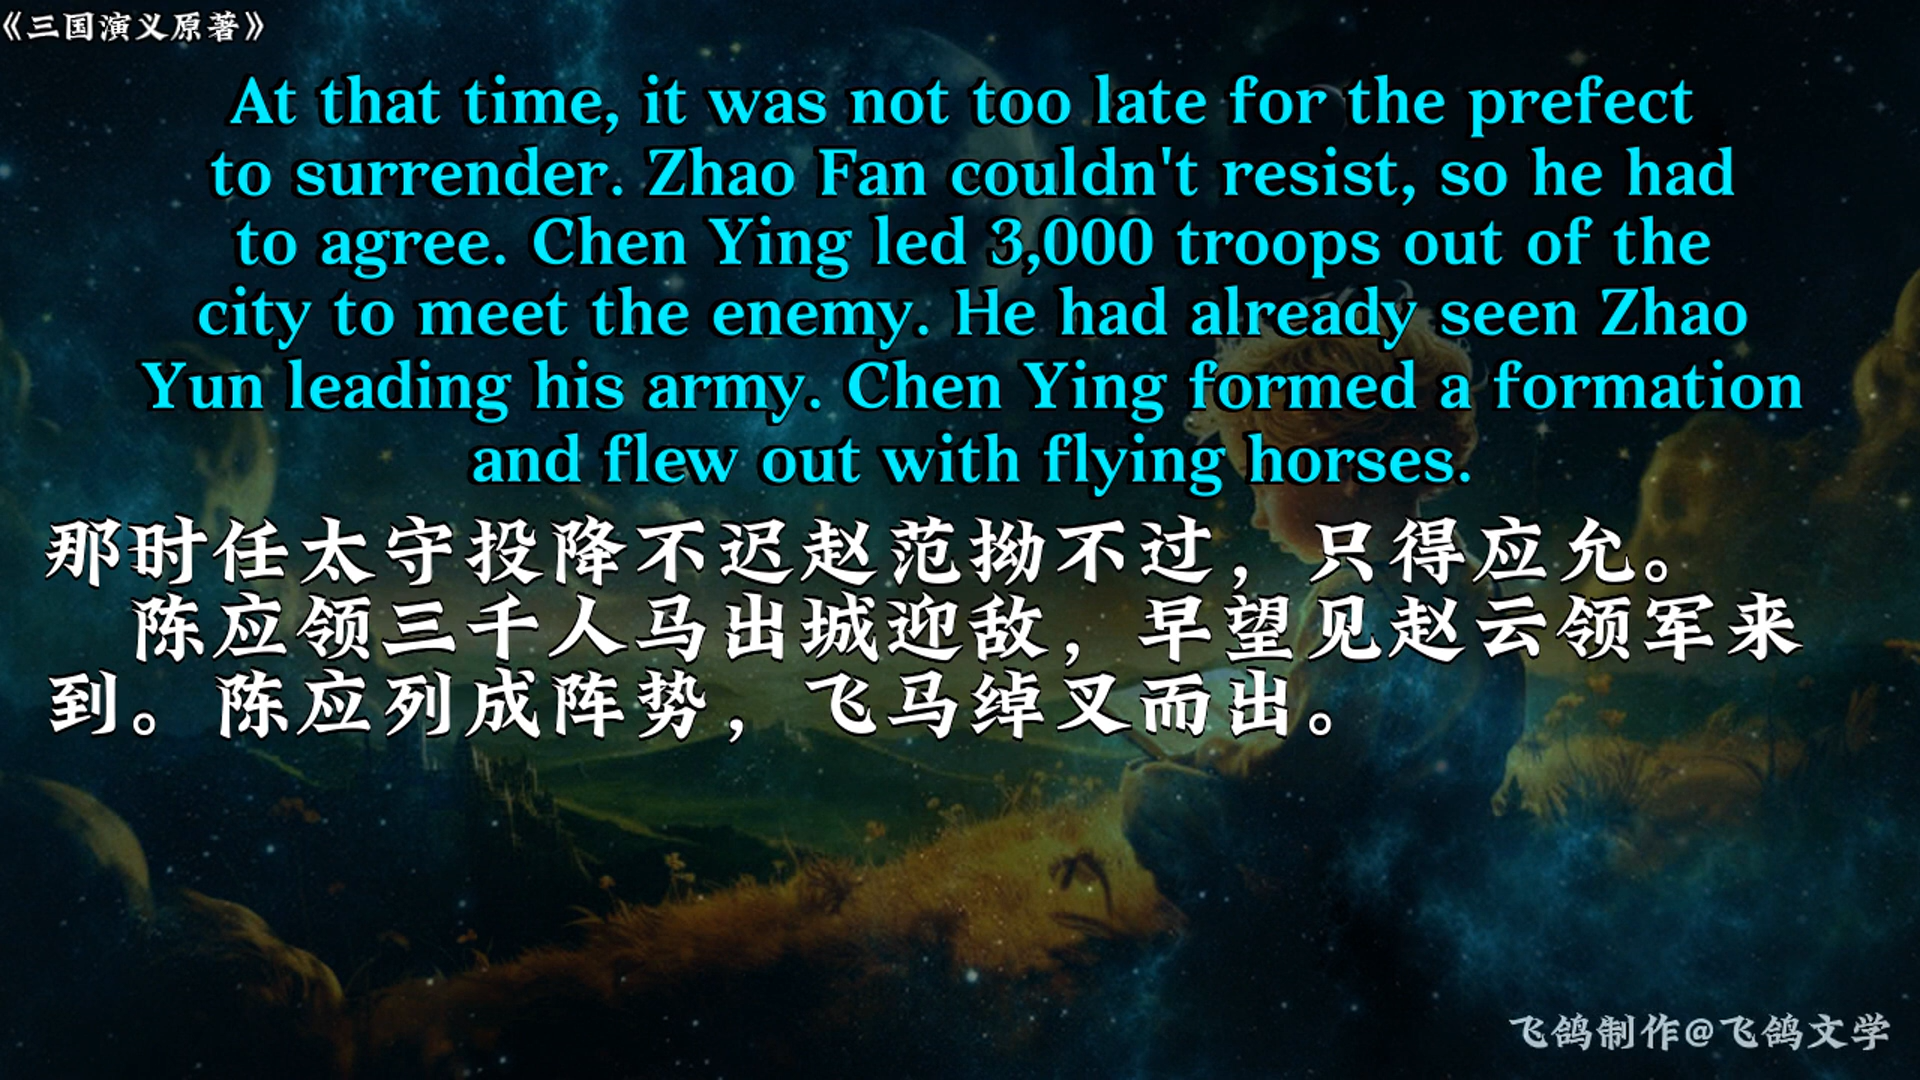 《三国演义原著》
At that time, it was not too late for the prefect
to surrender. Zhao Fan couldn't resist, so he had
to agree. Chen Ying led 3,000 troops out of the
city to meet the enemy. He had already seen Zhao
Yun leading his army. Chen Ying formed a formation
and flew out with flying horses.
那时任太守投降不迟赵范拗不过，只得应允。
陈应领三千人马出城迎敌，早望见赵云领军来
到。陈应列成阵势，飞马绰叉而出。
飞鸽制作@飞鸽文学